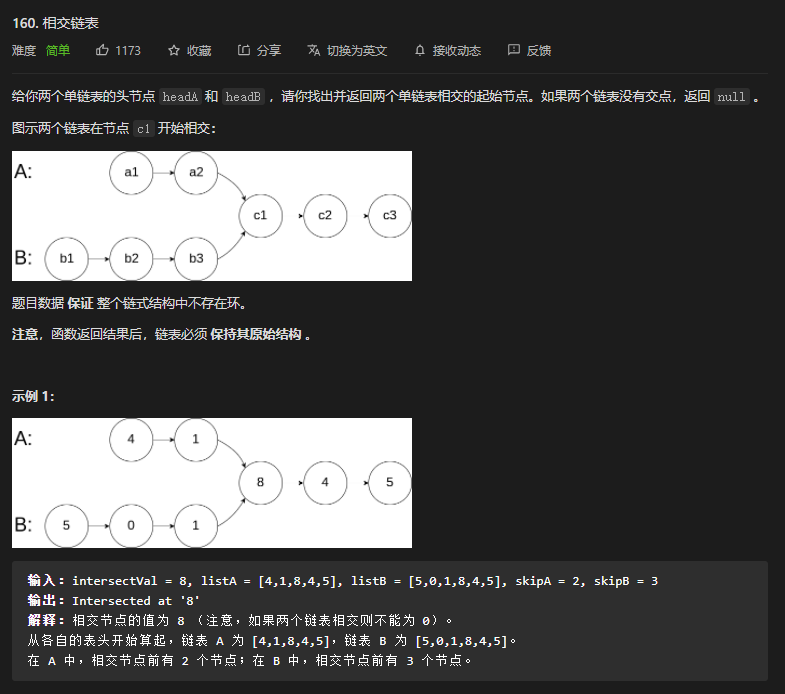 160. 相交链表
难度 简单 1173 收藏 分享 切换为英文 接收动态 反馈
给你两个单链表的头节点 headA 和 headB ，请你找出并返回两个单链表相交的起始节点。如果两个链表没有交点，返回 null 。
图示两个链表在节点 c1 开始相交：
A: a1 a2
c1 c2 c3
B: b1 b2 b3
题目数据 保证 整个链式结构中不存在环。
注意，函数返回结果后，链表必须 保持其原始结构 。
示例 1：
A: 4 1
8 4 5
B: 5 0 1
输入：intersectVal = 8, listA = [4,1,8,4,5], listB = [5,0,1,8,4,5], skipA = 2, skipB = 3
输出：Intersected at '8'
解释：相交节点的值为 8 （注意，如果两个链表相交则不能为 0）。
从各自的表头开始算起，链表 A 为 [4,1,8,4,5]，链表 B 为 [5,0,1,8,4,5]。
在 A 中，相交节点前有 2 个节点；在 B 中，相交节点前有 3 个节点。